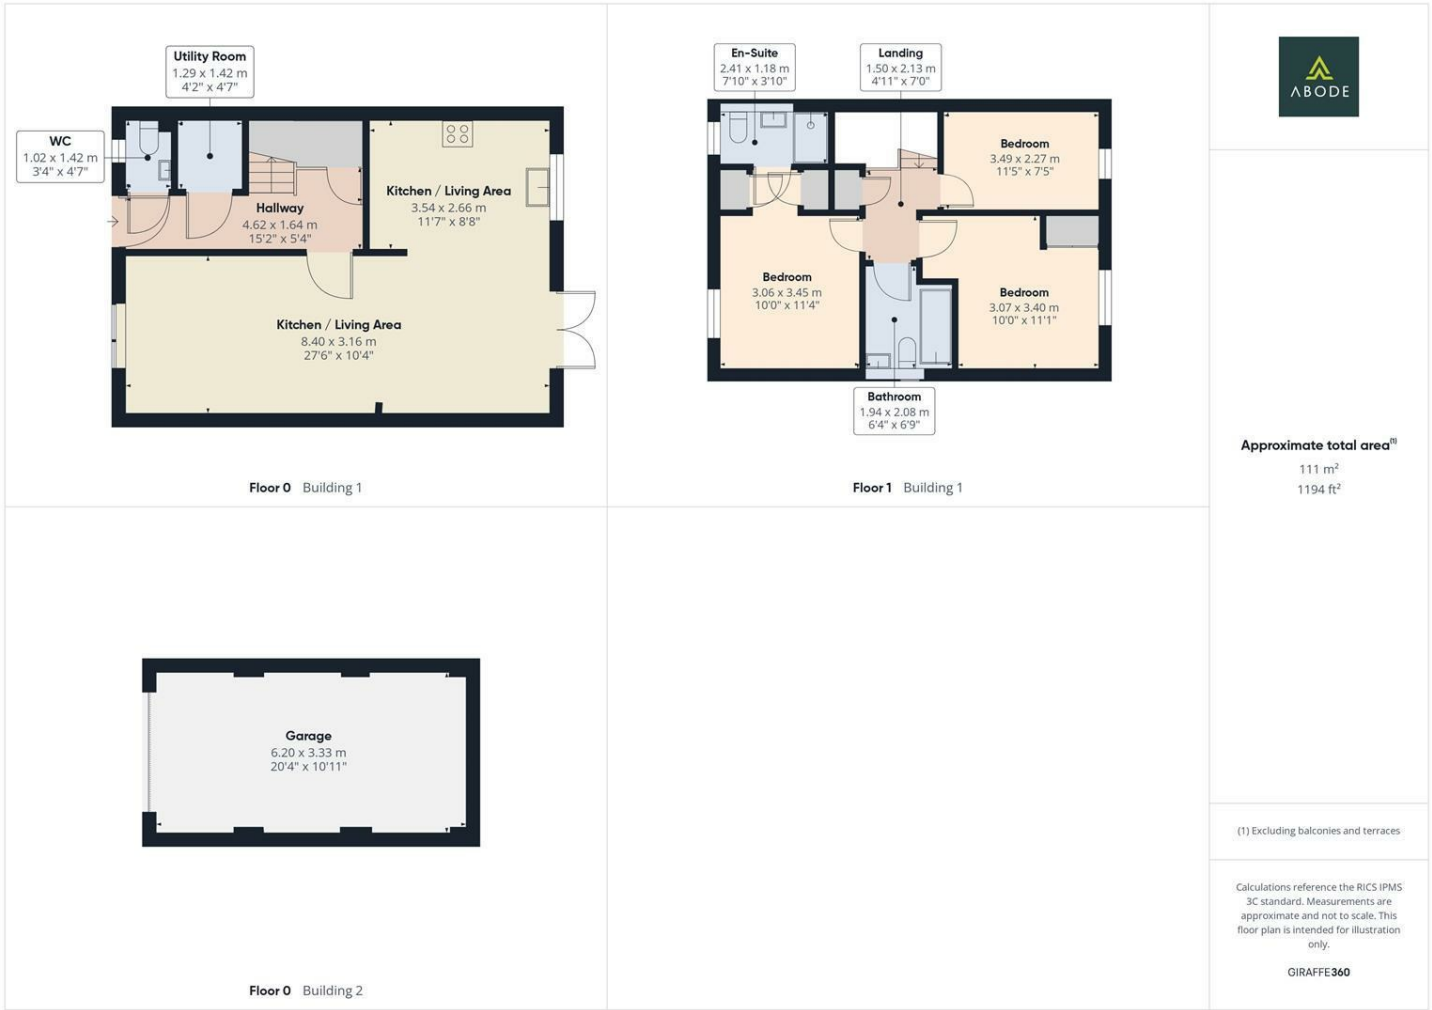 Utility Room
1.29 x 1.42 m
4'2" x 4'7"
WC
1.02 x 1.42 m
3'4" x 4'7"
Hallway
4.62 x 1.64 m
15'2" x 5'4"
Kitchen / Living Area
3.54 x 2.66 m
11'7" x 8'8"
Kitchen / Living Area
8.40 x 3.16 m
27'6" x 10'4"
Floor 0 Building 1
En-Suite
2.41 x 1.18 m
7'10" x 3'10"
Landing
1.50 x 2.13 m
4'11" x 7'0"
Bedroom
3.49 x 2.27 m
11'5" x 7'5"
Bedroom
3.06 x 3.45 m
10'0" x 11'4"
Bedroom
3.07 x 3.40 m
10'0" x 11'1"
Bathroom
1.94 x 2.08 m
6'4" x 6'9"
Floor 1 Building 1
Garage
6.20 x 3.33 m
20'4" x 10'11"
Floor 0 Building 2
ABODE
Approximate total area(1)
111 m²
1194 ft²
(1) Excluding balconies and terraces
Calculations reference the RICS IPMS
3C standard. Measurements are
approximate and not to scale. This
floor plan is intended for illustration
only.
GIRAFFE360